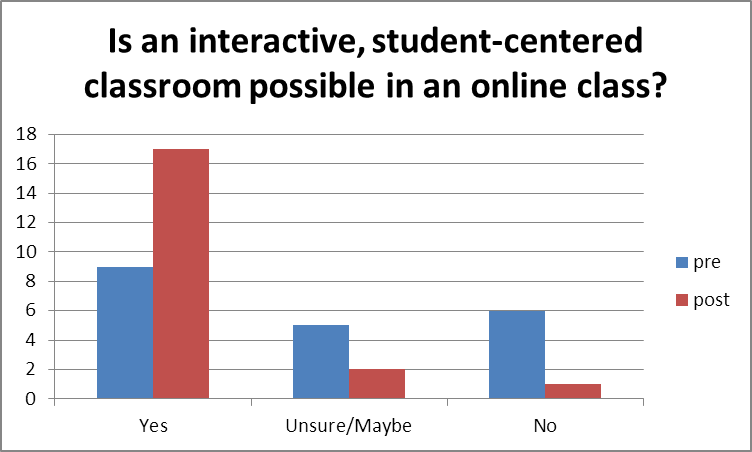 Is an interactive, student-centered
classroom possible in an online class?
18
16
14
12
10
8
6
4
2
0
Yes
Unsure/Maybe
No
pre
post